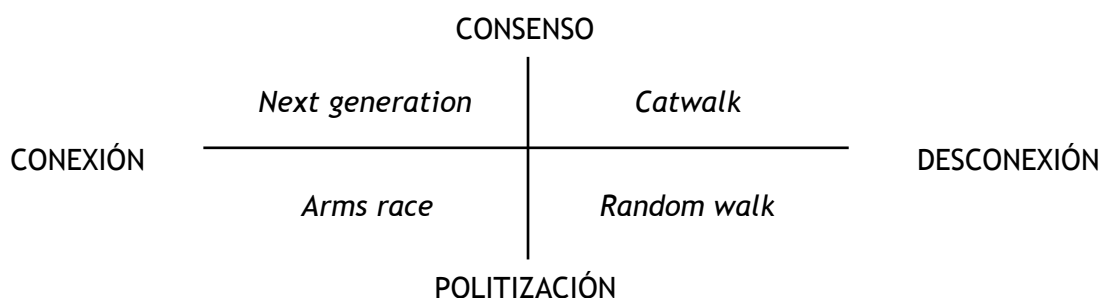 CONSENSO
Next generation
Catwalk
CONEXIÓN
DESCONEXIÓN
Arms race
Random walk
POLITIZACIÓN